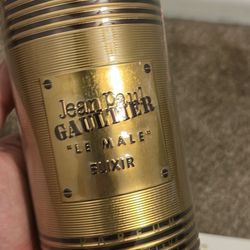 Jean Paul
GAULTIER
"LE MALE"
ELIXIR